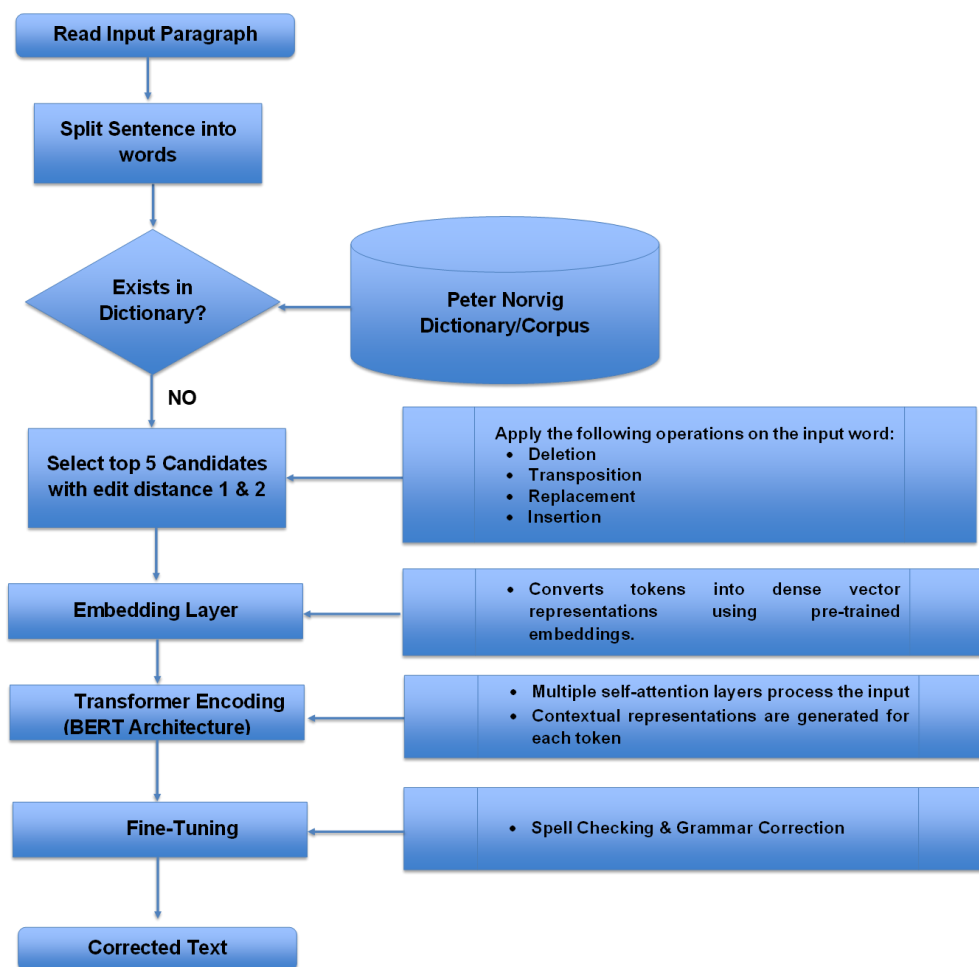 Read Input Paragraph
Split Sentence into
words
Exists in
Dictionary?
Peter Norvig
Dictionary/Corpus
NO
Select top 5 Candidates
with edit distance 1 & 2
Apply the following operations on the input word:
• Deletion
• Transposition
• Replacement
• Insertion
Embedding Layer
• Converts tokens into dense vector
representations using pre-trained
embeddings.
Transformer Encoding
(BERT Architecture)
• Multiple self-attention layers process the input
• Contextual representations are generated for
each token
Fine-Tuning
• Spell Checking & Grammar Correction
Corrected Text